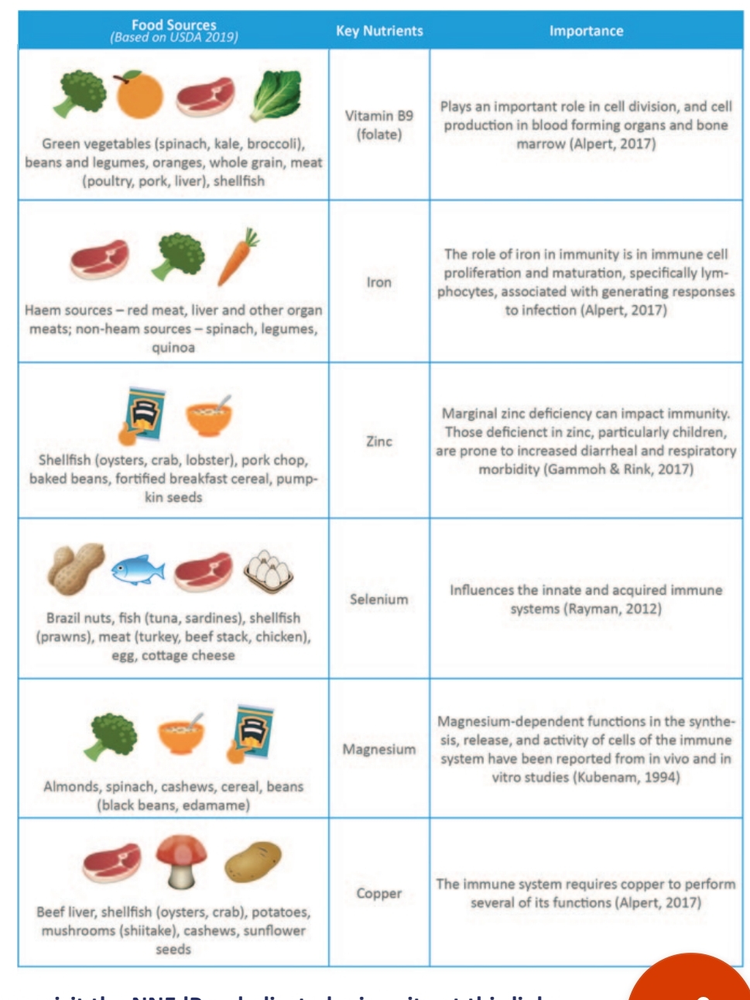 Food Sources
(Based on USDA 2019)
Key Nutrients
Importance
Green vegetables (spinach, kale, broccoli),
beans and legumes, oranges, whole grain, meat
(poultry, pork, liver), shellfish
Vitamin B9
(folate)
Plays an important role in cell division, and cell
production in blood forming organs and bone
marrow (Alpert, 2017)
Haem sources – red meat, liver and other organ
meats; non-heam sources – spinach, legumes,
quinoa
Iron
The role of iron in immunity is in immune cell
proliferation and maturation, specifically lym-
phocytes, associated with generating responses
to infection (Alpert, 2017)
Shellfish (oysters, crab, lobster), pork chop,
baked beans, fortified breakfast cereal, pump-
kin seeds
Zinc
Marginal zinc deficiency can impact immunity.
Those deficienct in zinc, particularly children,
are prone to increased diarrheal and respiratory
morbidity (Gammoh & Rink, 2017)
Brazil nuts, fish (tuna, sardines), shellfish
(prawns), meat (turkey, beef stack, chicken),
egg, cottage cheese
Selenium
Influences the innate and acquired immune
systems (Rayman, 2012)
Almonds, spinach, cashews, cereal, beans
(black beans, edamame)
Magnesium
Magnesium-dependent functions in the synthe-
sis, release, and activity of cells of the immune
system have been reported from in vivo and in
vitro studies (Kubenam, 1994)
Beef liver, shellfish (oysters, crab), potatoes,
mushrooms (shiitake), cashews, sunflower
seeds
Copper
The immune system requires copper to perform
several of its functions (Alpert, 2017)